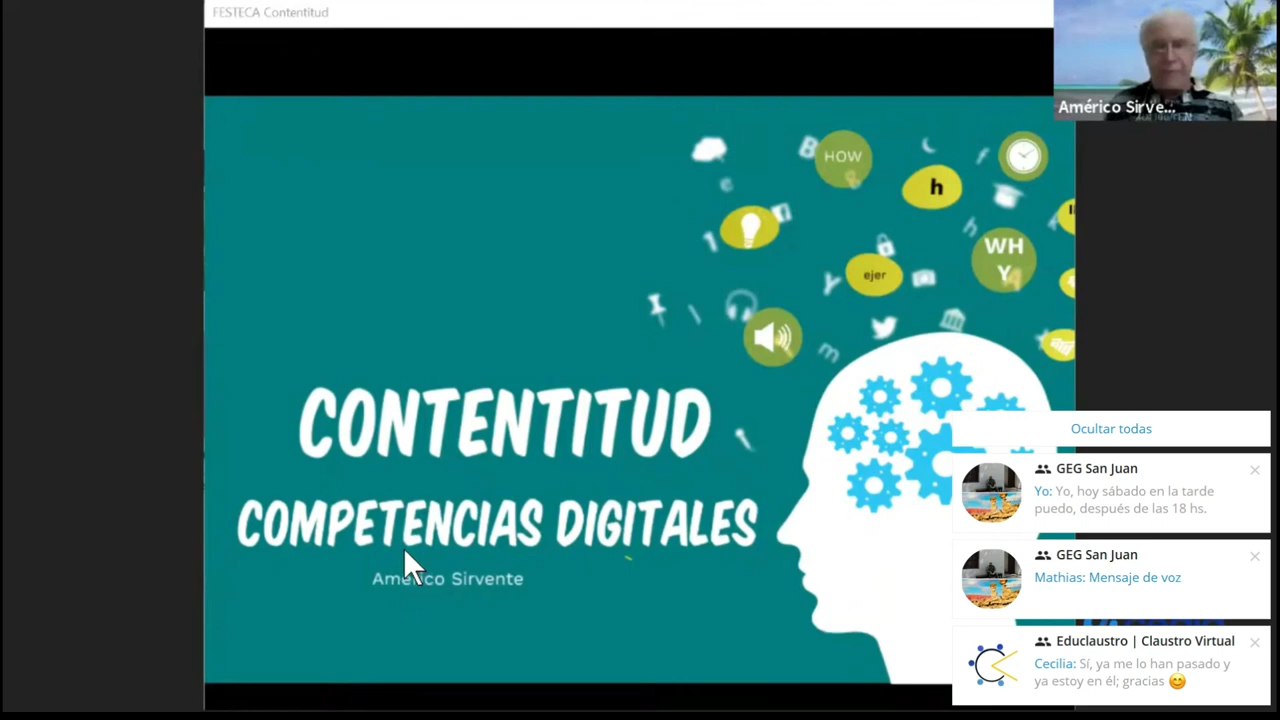 FESTECA Contentitud
Américo Sirve...
HOW
h
WH
Y
ejer
CONTENTITUD
COMPETENCIAS DIGITALES
Américo Sirvente
Ocultar todas
GEG San Juan
Yo: Yo, hoy sábado en la tarde
puedo, después de las 18 hs.
GEG San Juan
Mathias: Mensaje de voz
Educlaustro | Claustro Virtual
Cecilia: Sí, ya me lo han pasado y
ya estoy en él; gracias 😊